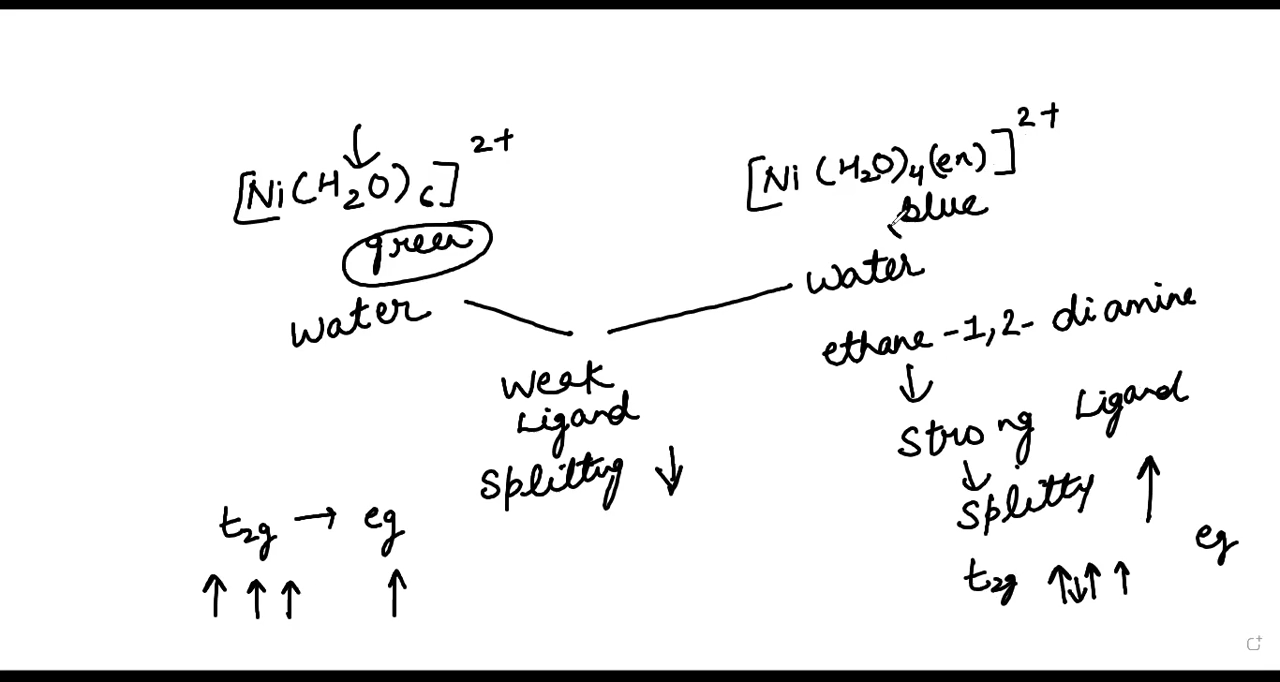 [Ni(H₂O)₆]²⁺
green
water
[Ni(H₂O)₄(en)]²⁺
blue
water
ethane-1,2-diamine
↓
Strong Ligand
↓
Splitty ↑
weak
Ligand
Splitting ↓
t₂g → eg
↑ ↑ ↑ ↑
eg
t₂g ↑↓↑ ↑